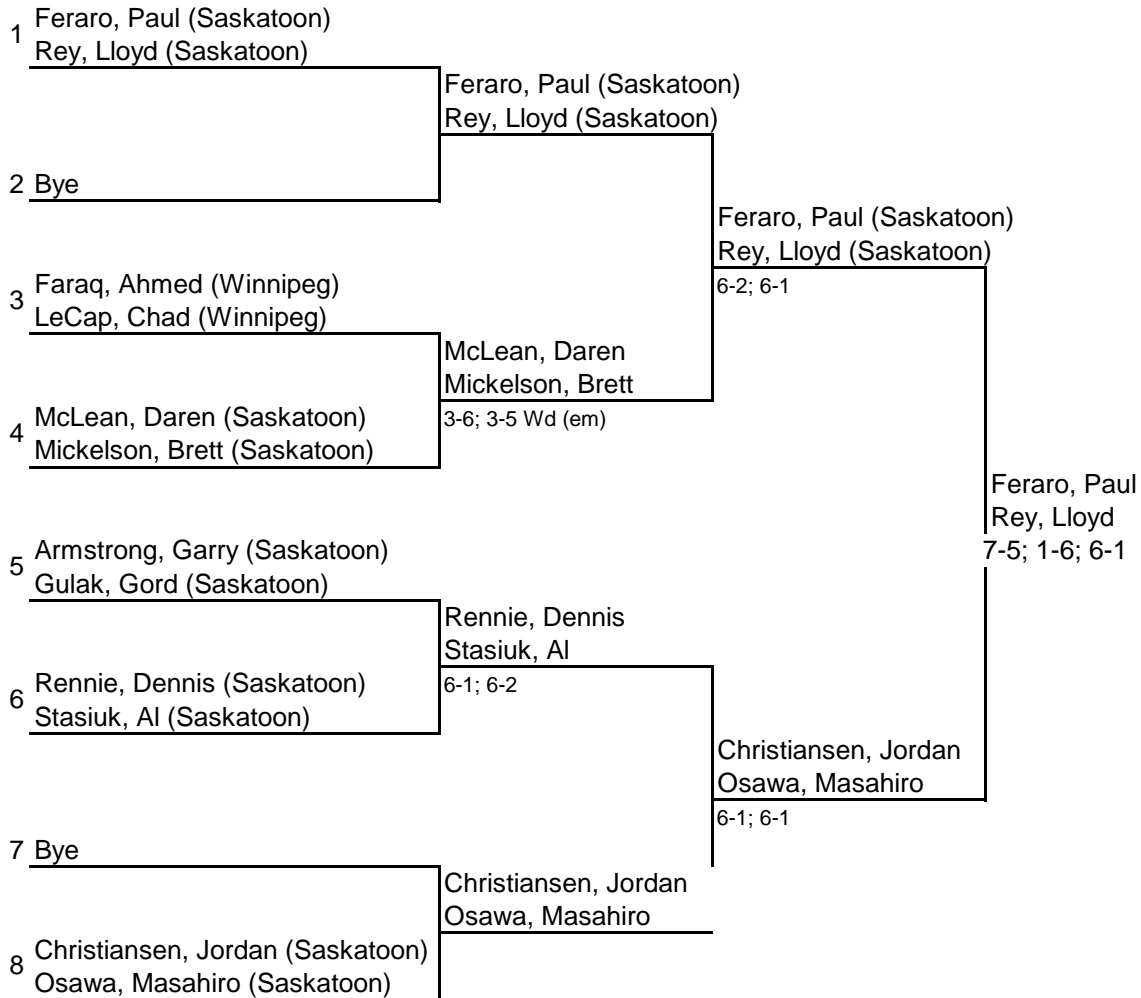 1 Feraro, Paul (Saskatoon)
Rey, Lloyd (Saskatoon)
Feraro, Paul (Saskatoon)
Rey, Lloyd (Saskatoon)
2 Bye
Feraro, Paul (Saskatoon)
Rey, Lloyd (Saskatoon)
6-2; 6-1
3 Faraq, Ahmed (Winnipeg)
LeCap, Chad (Winnipeg)
McLean, Daren
Mickelson, Brett
3-6; 3-5 Wd (em)
4 McLean, Daren (Saskatoon)
Mickelson, Brett (Saskatoon)
Feraro, Paul
Rey, Lloyd
7-5; 1-6; 6-1
5 Armstrong, Garry (Saskatoon)
Gulak, Gord (Saskatoon)
Rennie, Dennis
Stasiuk, Al
6-1; 6-2
6 Rennie, Dennis (Saskatoon)
Stasiuk, Al (Saskatoon)
Christiansen, Jordan
Osawa, Masahiro
6-1; 6-1
7 Bye
Christiansen, Jordan
Osawa, Masahiro
8 Christiansen, Jordan (Saskatoon)
Osawa, Masahiro (Saskatoon)